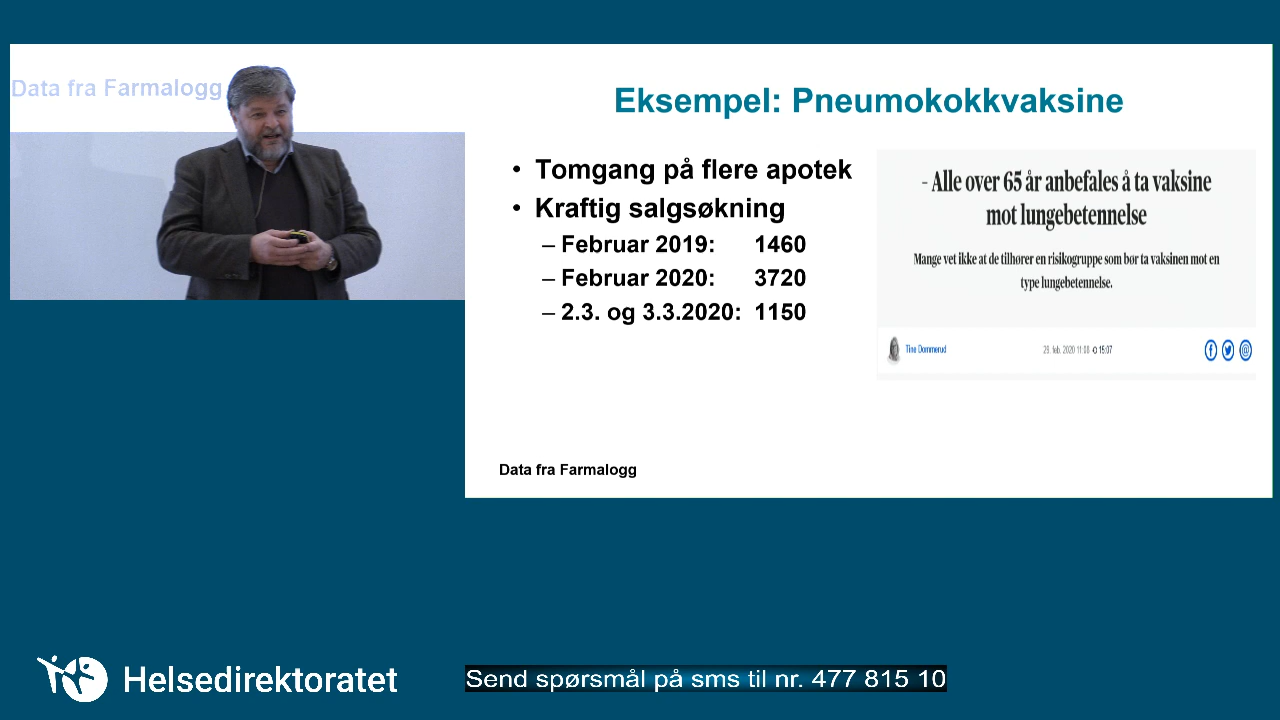 Data fra Farmalogg
Eksempel: Pneumokokkvaksine
• Tomgang på flere apotek
• Kraftig salgsøkning
– Februar 2019: 1460
– Februar 2020: 3720
– 2.3. og 3.3.2020: 1150
- Alle over 65 år anbefales å ta vaksine
mot lungebetennelse
Mange vet ikke at de tilhører en risikogruppe som bør ta vaksinen mot en
type lungebetennelse.
Tine Dommerud
Data fra Farmalogg
Helsedirektoratet
Send spørsmål på sms til nr. 477 815 10